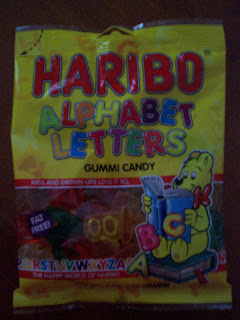 HARIBO
ALPHABET
LETTERS
GUMMI CANDY
KIDS AND GROWN-UPS LOVE IT SO,
FAT
FREE!
A
B
C
K
A
B
QRSTUVWXYZA
THE HAPPY WORLD OF HARIBO